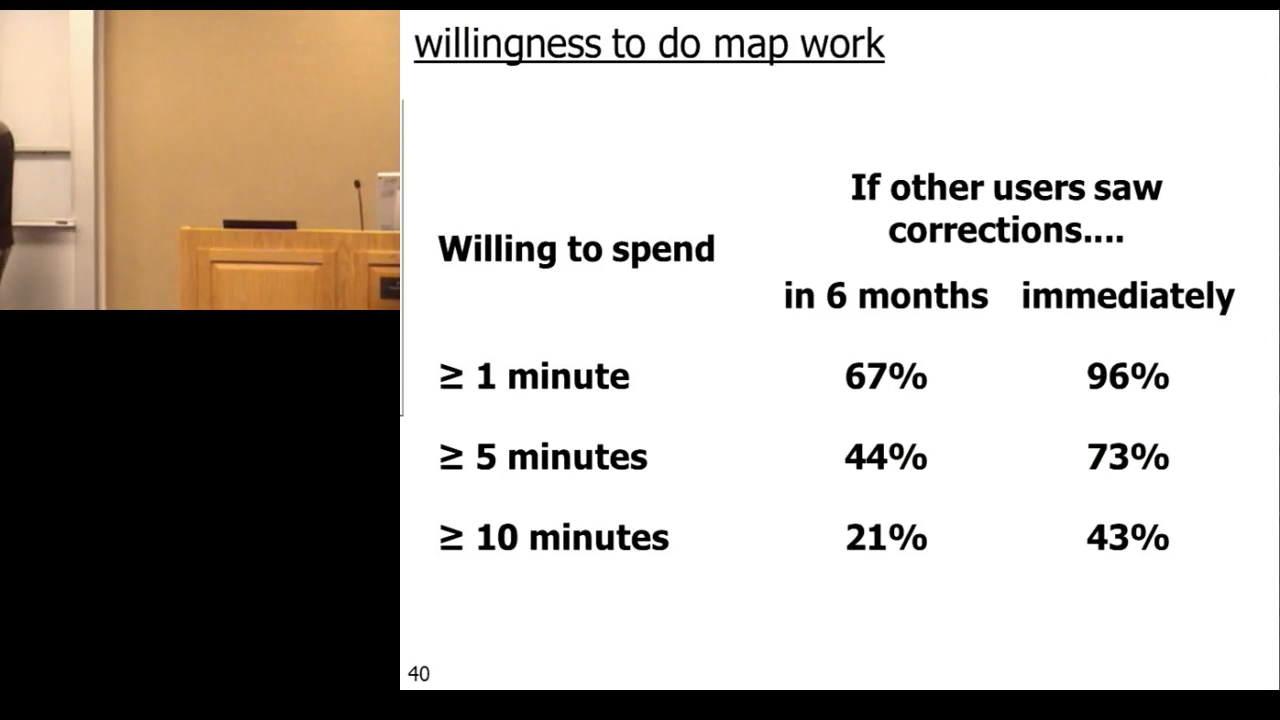 willingness to do map work
If other users saw
corrections....
Willing to spend
in 6 months immediately
≥ 1 minute 67% 96%
≥ 5 minutes 44% 73%
≥ 10 minutes 21% 43%
40